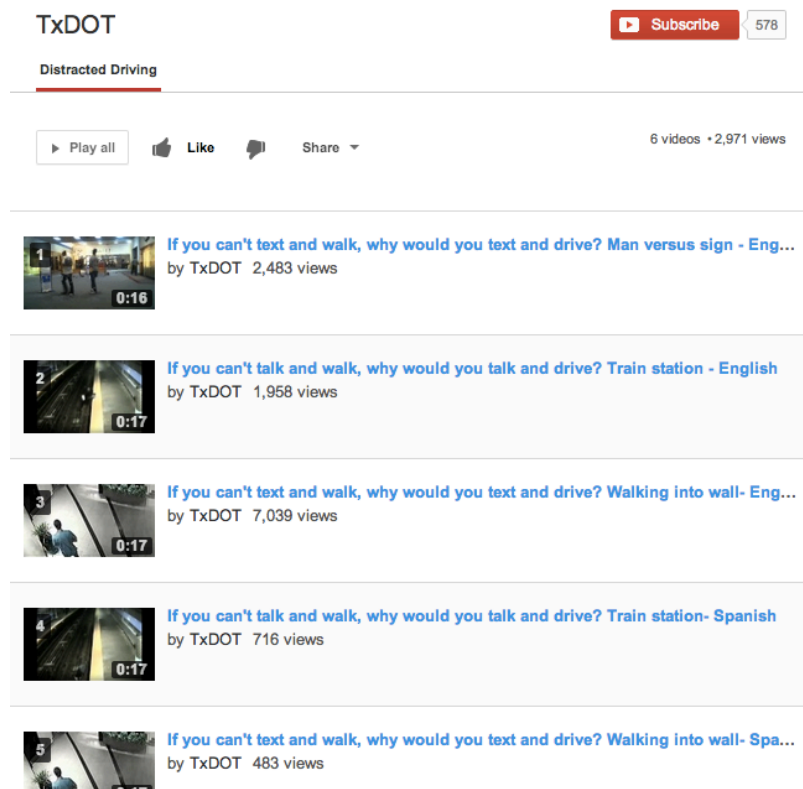 TxDOT
Subscribe 578
Distracted Driving
Play all Like Share
6 videos • 2,971 views
1
If you can't text and walk, why would you text and drive? Man versus sign - Eng...
by TxDOT 2,483 views
0:16
2
If you can't talk and walk, why would you talk and drive? Train station - English
by TxDOT 1,958 views
0:17
3
If you can't text and walk, why would you text and drive? Walking into wall- Eng...
by TxDOT 7,039 views
0:17
4
If you can't talk and walk, why would you talk and drive? Train station- Spanish
by TxDOT 716 views
0:17
5
If you can't text and walk, why would you text and drive? Walking into wall- Spa...
by TxDOT 483 views